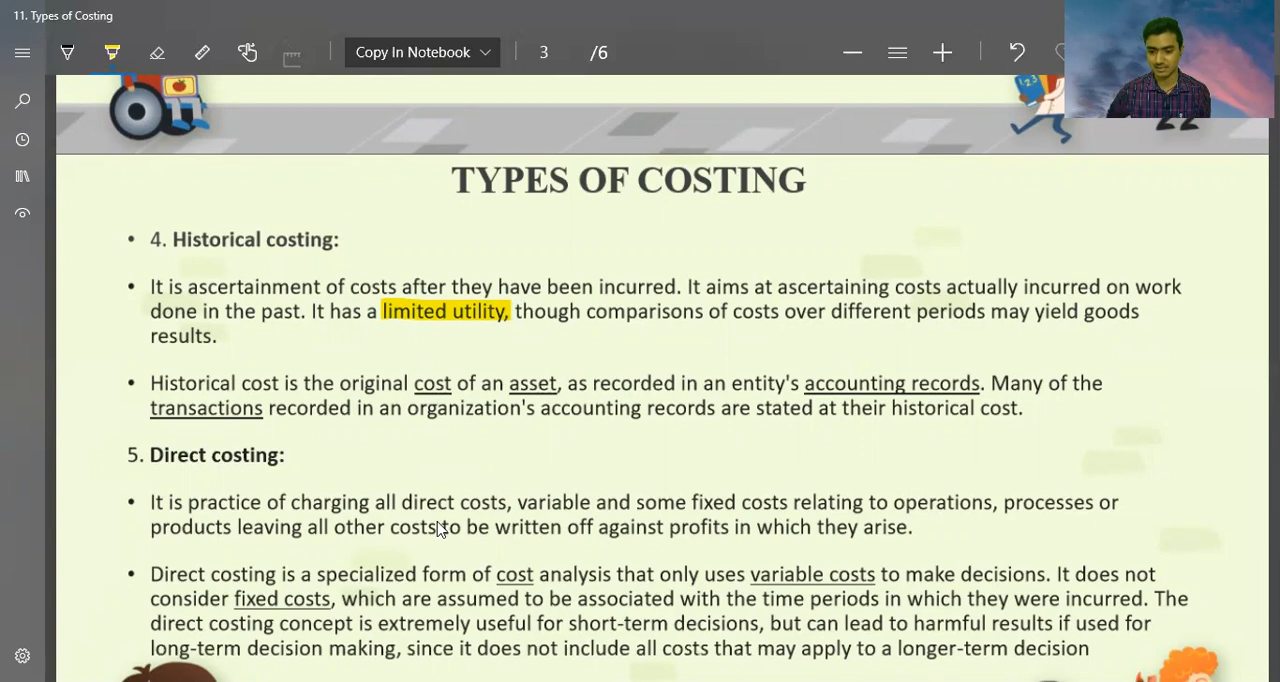 11. Types of Costing
Copy In Notebook 3 /6
TYPES OF COSTING
• 4. Historical costing:
• It is ascertainment of costs after they have been incurred. It aims at ascertaining costs actually incurred on work
done in the past. It has a limited utility, though comparisons of costs over different periods may yield goods
results.
• Historical cost is the original cost of an asset, as recorded in an entity's accounting records. Many of the
transactions recorded in an organization's accounting records are stated at their historical cost.
5. Direct costing:
• It is practice of charging all direct costs, variable and some fixed costs relating to operations, processes or
products leaving all other costs to be written off against profits in which they arise.
• Direct costing is a specialized form of cost analysis that only uses variable costs to make decisions. It does not
consider fixed costs, which are assumed to be associated with the time periods in which they were incurred. The
direct costing concept is extremely useful for short-term decisions, but can lead to harmful results if used for
long-term decision making, since it does not include all costs that may apply to a longer-term decision